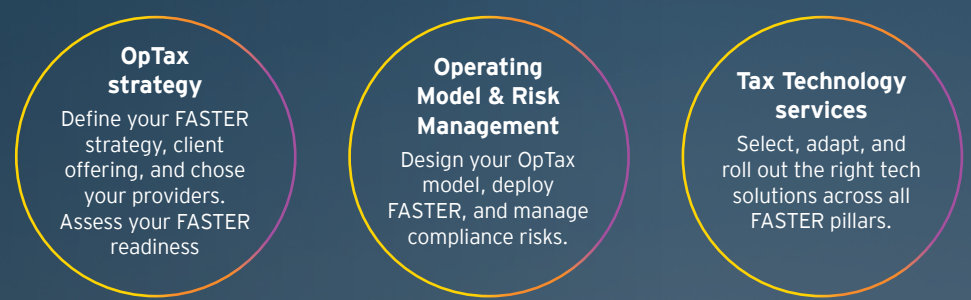 OpTax
strategy
Define your FASTER
strategy, client
offering, and chose
your providers.
Assess your FASTER
readiness
Operating
Model & Risk
Management
Design your OpTax
model, deploy
FASTER, and manage
compliance risks.
Tax Technology
services
Select, adapt, and
roll out the right tech
solutions across all
FASTER pillars.